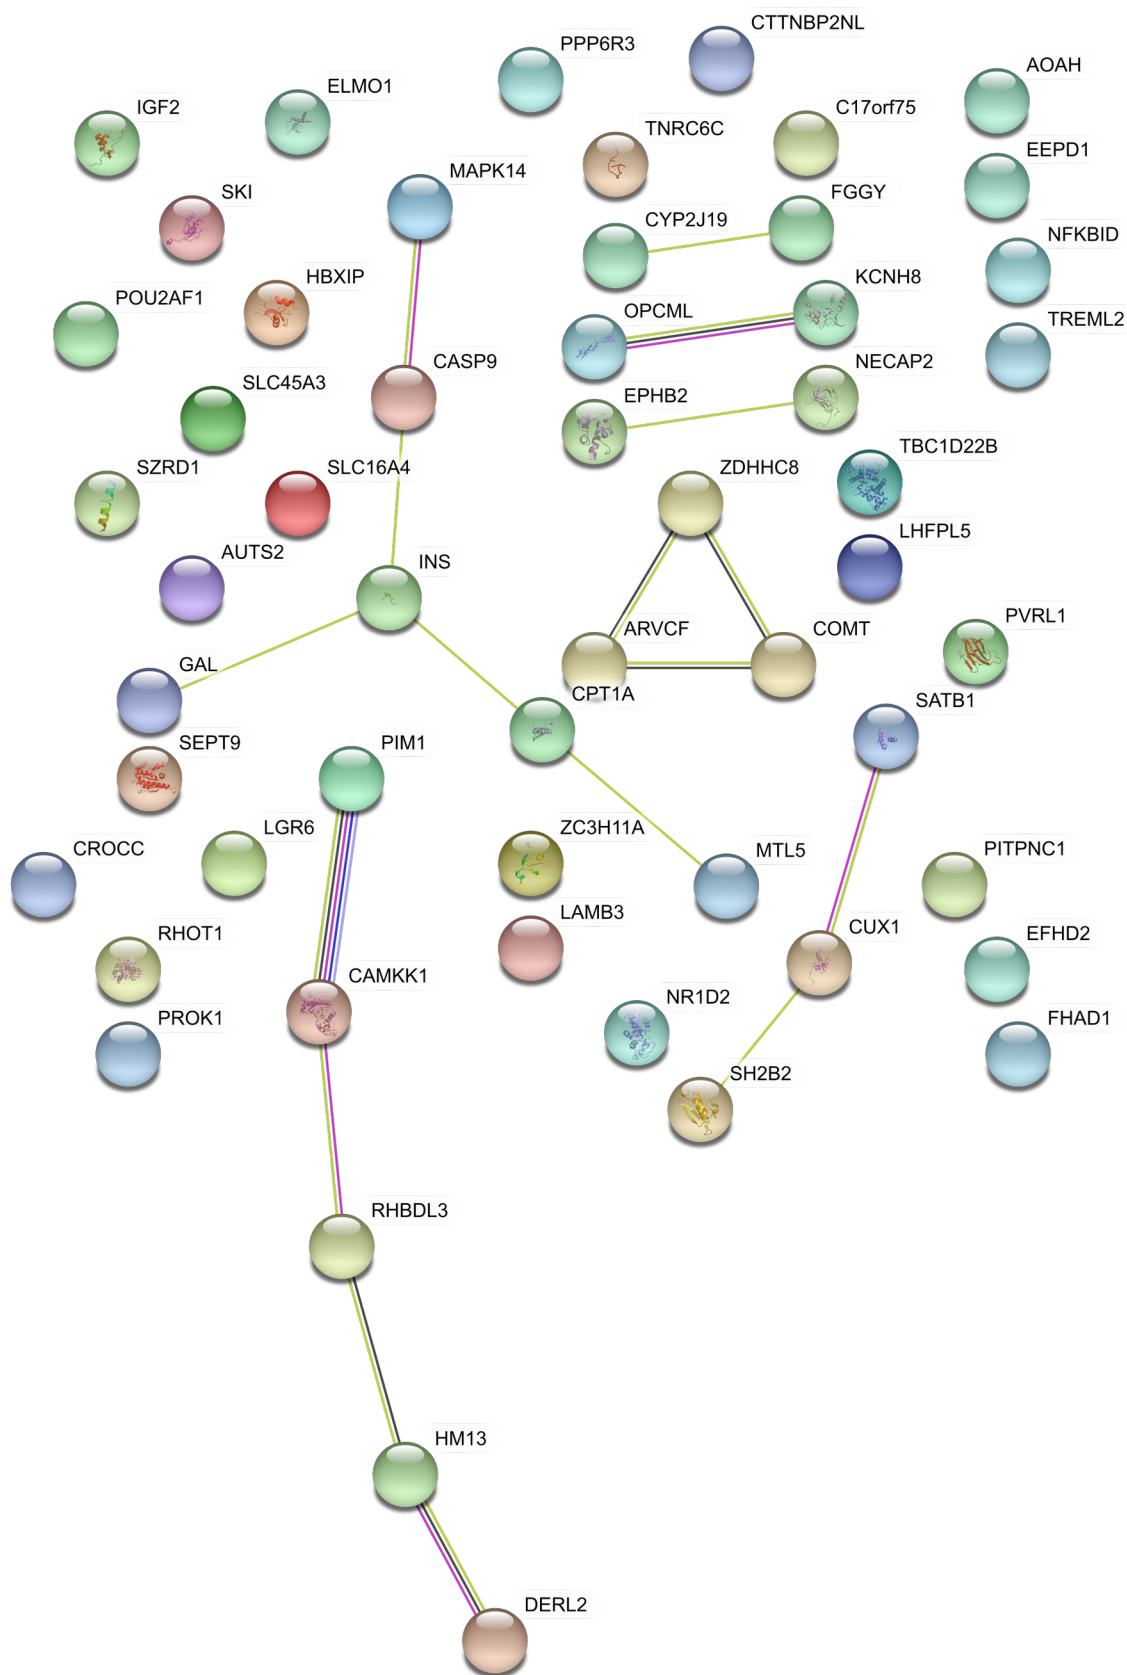 CTTNBP2NL
PPP6R3
AOAH
ELMO1
IGF2
C17orf75
TNRC6C
EEPD1
MAPK14
SKI
FGGY
CYP2J19
NFKBID
HBXIP
KCNH8
POU2AF1
OPCML
TREML2
CASP9
NECAP2
SLC45A3
EPHB2
TBC1D22B
SZRD1
SLC16A4
ZDHHC8
LHFPL5
AUTS2
INS
PVRL1
ARVCF
COMT
GAL
CPT1A
SATB1
SEPT9
PIM1
LGR6
ZC3H11A
CROCC
MTL5
PITPNC1
LAMB3
RHOT1
CUX1
EFHD2
CAMKK1
NR1D2
PROK1
FHAD1
SH2B2
RHBDL3
HM13
DERL2